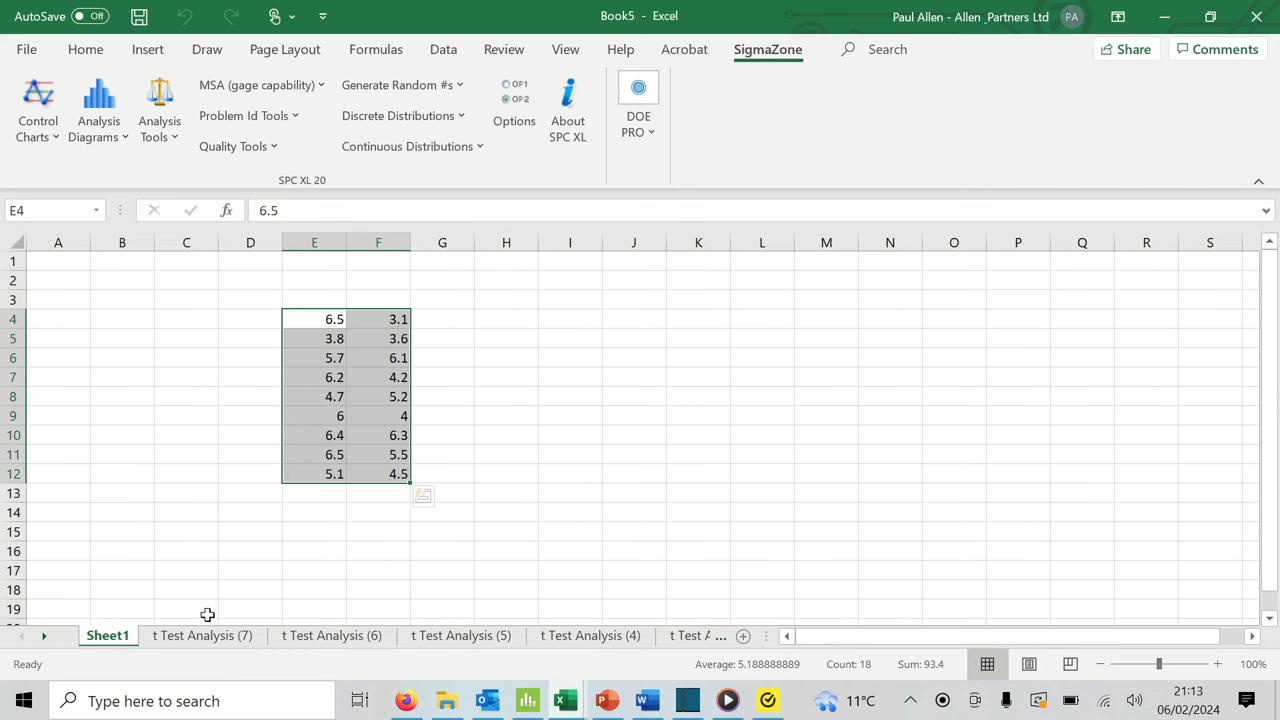 AutoSave Off
Book5 - Excel
Paul Allen - Allen _Partners Ltd PA
File Home Insert Draw Page Layout Formulas Data Review View Help Acrobat SigmaZone Search Share Comments
Control Charts
Analysis Diagrams
Analysis Tools
MSA (gage capability)
Problem Id Tools
Quality Tools
Generate Random #s
Discrete Distributions
Continuous Distributions
OP1
OP2
Options
About SPC XL
DOE PRO
SPC XL 20
E4 fx 6.5
A B C D E F G H I J K L M N O P Q R S
1
2
3
4 6.5 3.1
5 3.8 3.6
6 5.7 6.1
7 6.2 4.2
8 4.7 5.2
9 6 4
10 6.4 6.3
11 6.5 5.5
12 5.1 4.5
13
14
15
16
17
18
19
Sheet1 t Test Analysis (7) t Test Analysis (6) t Test Analysis (5) t Test Analysis (4) t Test A ...
Ready Average: 5.188888889 Count: 18 Sum: 93.4 100%
Type here to search 11°C 21:13
06/02/2024